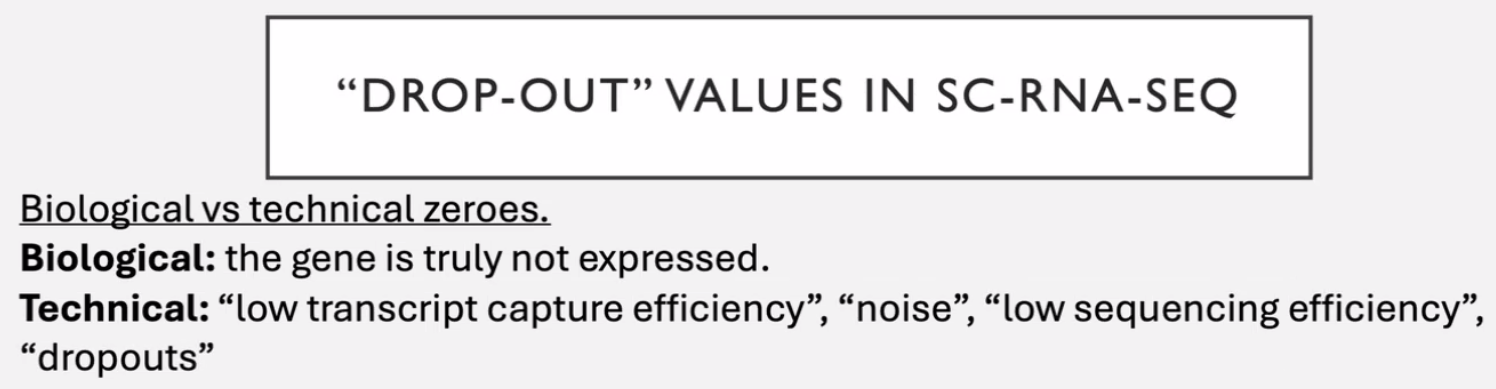 “DROP-OUT” VALUES IN SC-RNA-SEQ
Biological vs technical zeroes.
Biological: the gene is truly not expressed.
Technical: “low transcript capture efficiency”, “noise”, “low sequencing efficiency”,
“dropouts”